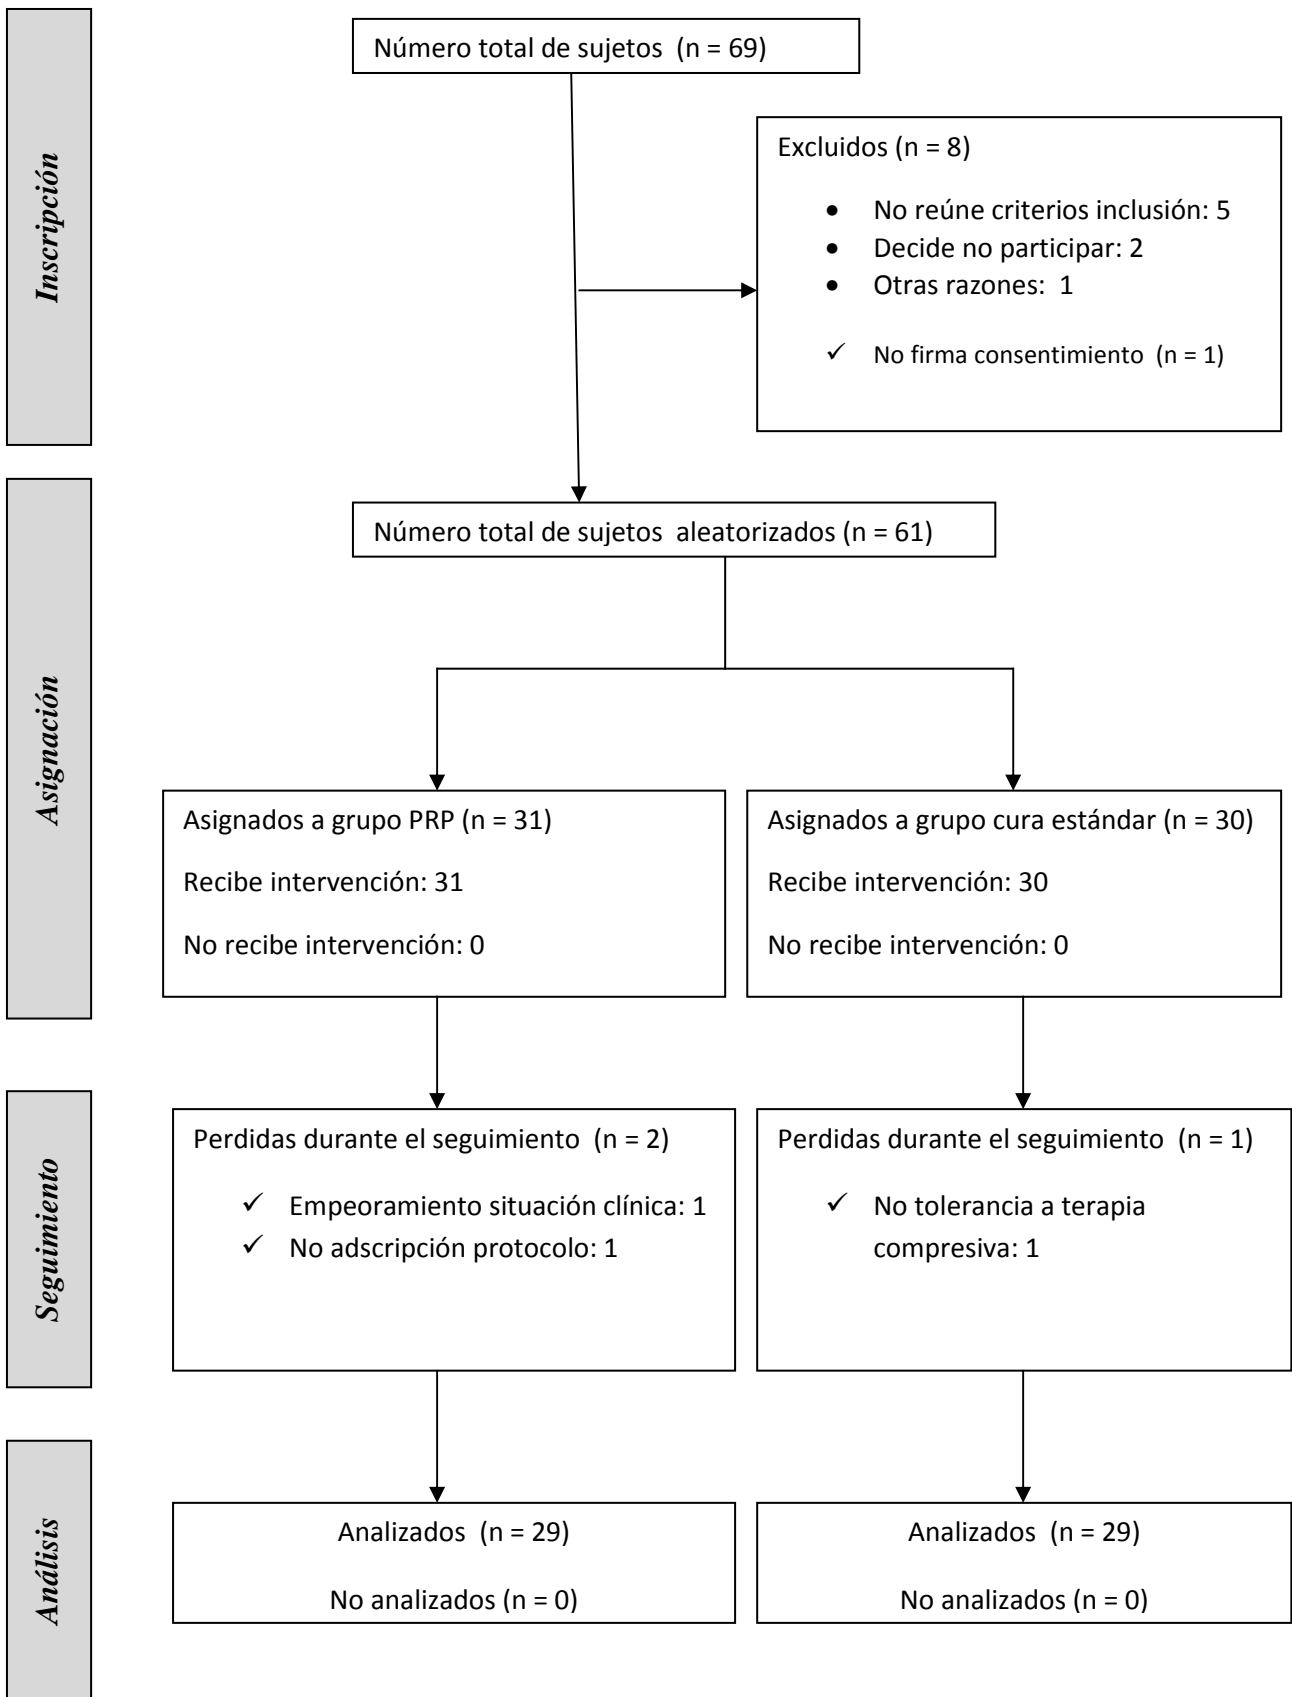 Inscripción
Número total de sujetos (n = 69)
Excluidos (n = 8)
• No reúne criterios inclusión: 5
• Decide no participar: 2
• Otras razones: 1
✓ No firma consentimiento (n = 1)
Asignación
Número total de sujetos aleatorizados (n = 61)
Asignados a grupo PRP (n = 31)
Recibe intervención: 31
No recibe intervención: 0
Asignados a grupo cura estándar (n = 30)
Recibe intervención: 30
No recibe intervención: 0
Seguimiento
Perdidas durante el seguimiento (n = 2)
✓ Empeoramiento situación clínica: 1
✓ No adscripción protocolo: 1
Perdidas durante el seguimiento (n = 1)
✓ No tolerancia a terapia
compresiva: 1
Análisis
Analizados (n = 29)
No analizados (n = 0)
Analizados (n = 29)
No analizados (n = 0)